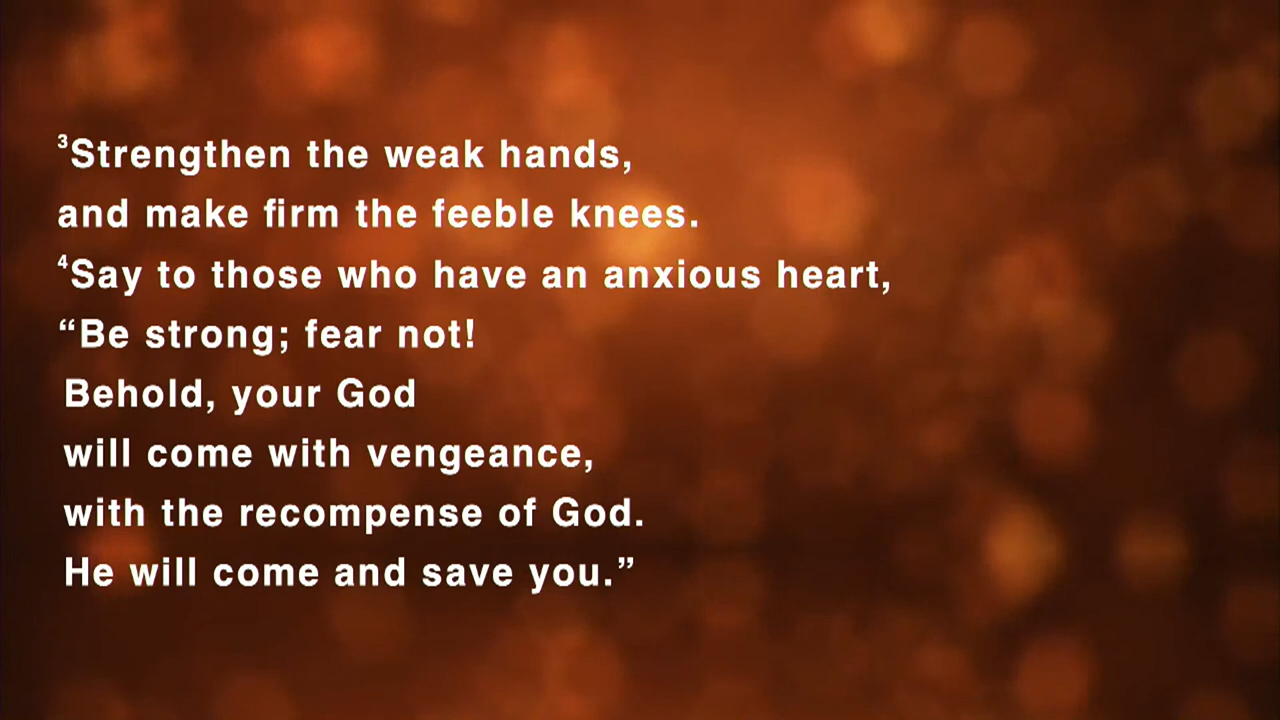 ³Strengthen the weak hands,
and make firm the feeble knees.
⁴Say to those who have an anxious heart,
“Be strong; fear not!
Behold, your God
will come with vengeance,
with the recompense of God.
He will come and save you.”